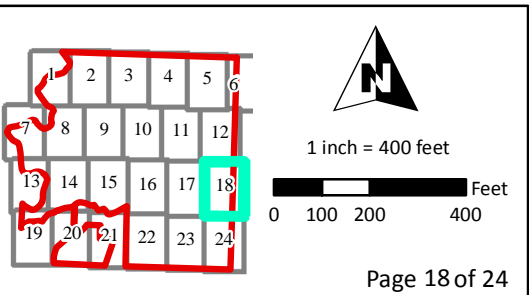 1 2 3 4 5 6
7 8 9 10 11 12
13 14 15 16 17 18
19 20 21 22 23 24
N
1 inch = 400 feet
Feet
0 100 200 400
Page 18 of 24